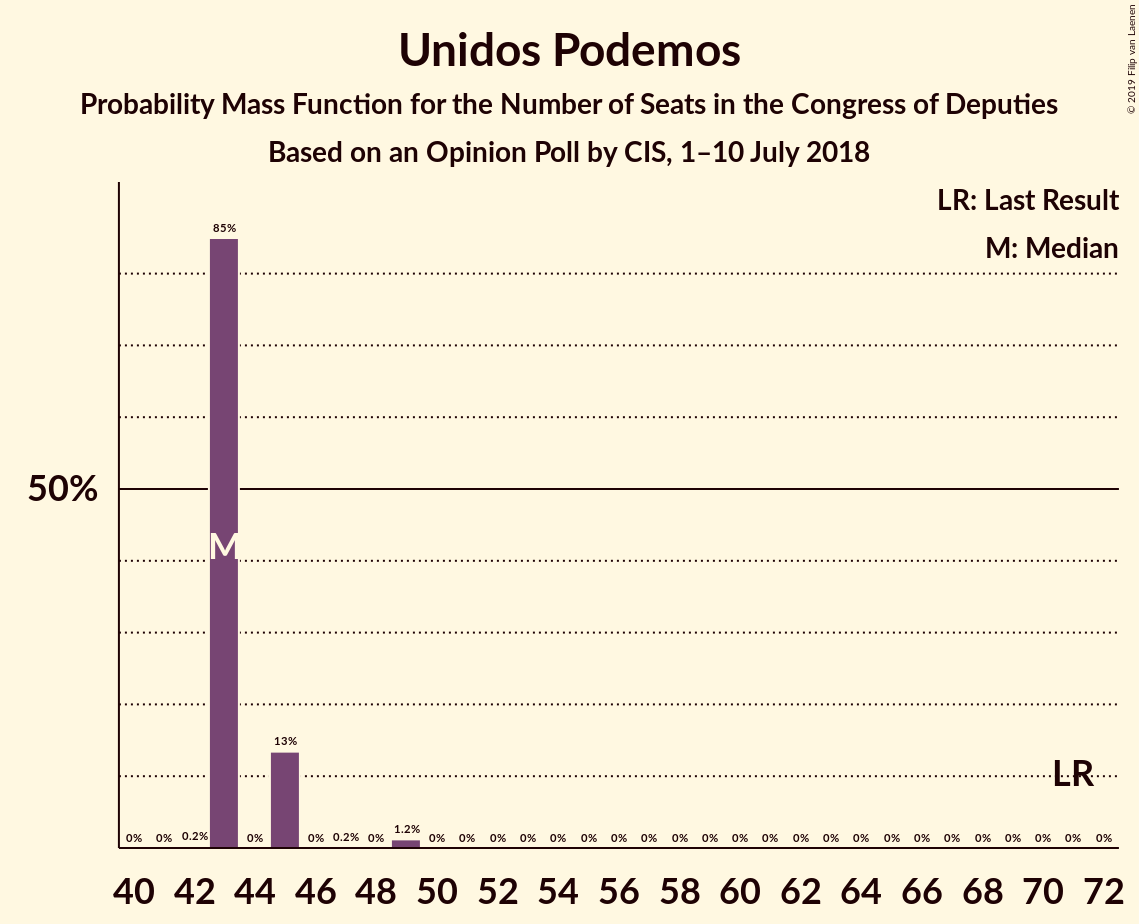 Unidos Podemos
Probability Mass Function for the Number of Seats in the Congress of Deputies
Based on an Opinion Poll by CIS, 1–10 July 2018
© 2019 Filip van Laenen
LR: Last Result
M: Median
85%
50%
M
13%
LR
0% 0% 0.2% 0% 0% 0.2% 0% 1.2% 0% 0% 0% 0% 0% 0% 0% 0% 0% 0% 0% 0% 0% 0% 0% 0% 0% 0% 0% 0% 0% 0% 0%
40 42 44 46 48 50 52 54 56 58 60 62 64 66 68 70 72